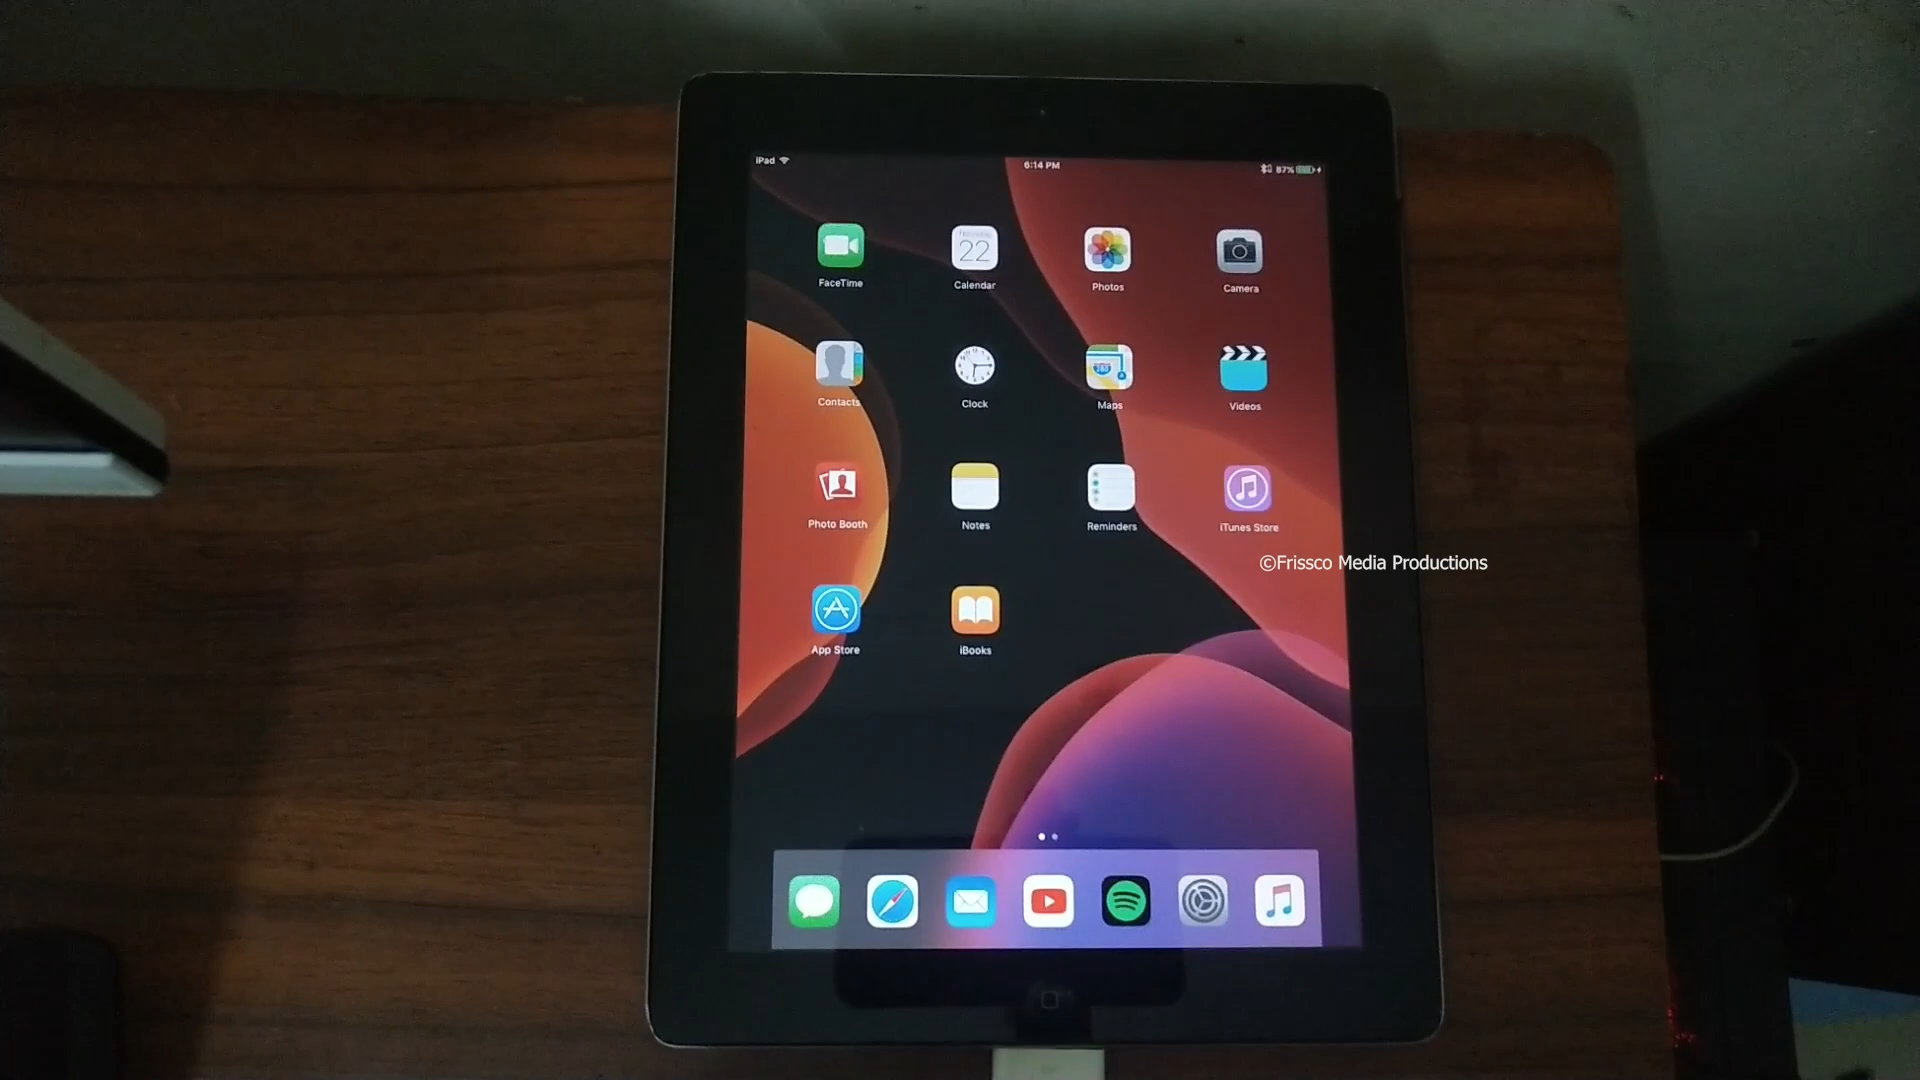 iPad
6:14 PM
87%
22
FaceTime
Calendar
Photos
Camera
Contacts
Clock
Maps
Videos
Photo Booth
Notes
Reminders
iTunes Store
©Frissco Media Productions
App Store
iBooks